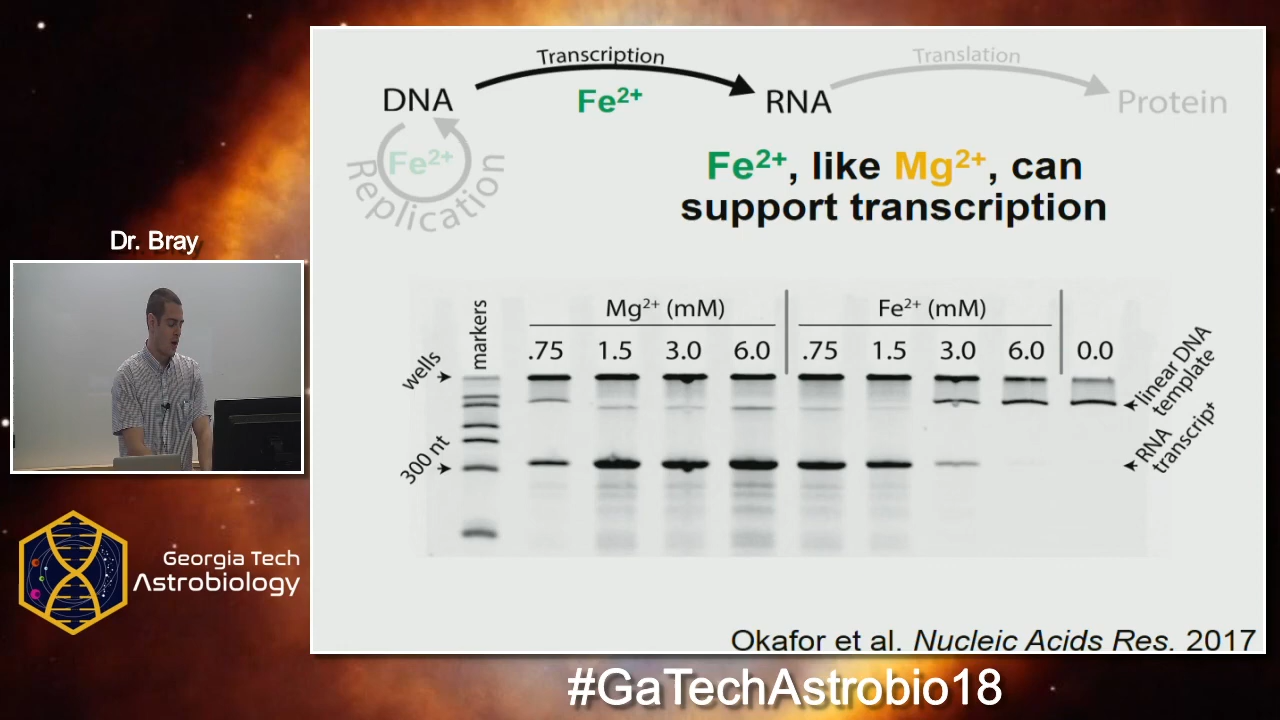 Transcription
Translation
DNA
Fe²⁺
RNA
Protein
Fe²⁺
Replication
Fe²⁺, like Mg²⁺, can
support transcription
Dr. Bray
markers
Mg²⁺ (mM)
Fe²⁺ (mM)
.75 1.5 3.0 6.0 .75 1.5 3.0 6.0 0.0
wells
linear DNA
template
300 nt
RNA
transcript
Georgia Tech
Astrobiology
Okafor et al. Nucleic Acids Res. 2017
#GaTechAstrobio18